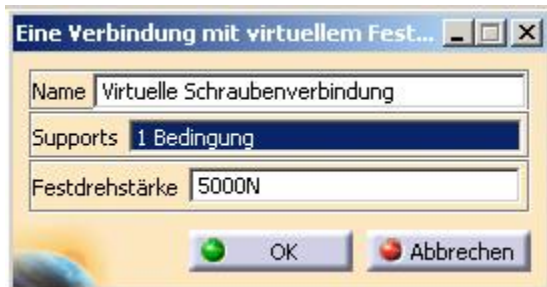 Eine Verbindung mit virtuellem Fest...
Name Virtuelle Schraubenverbindung
Supports 1 Bedingung
Festdrehstärke 5000N
OK Abbrechen